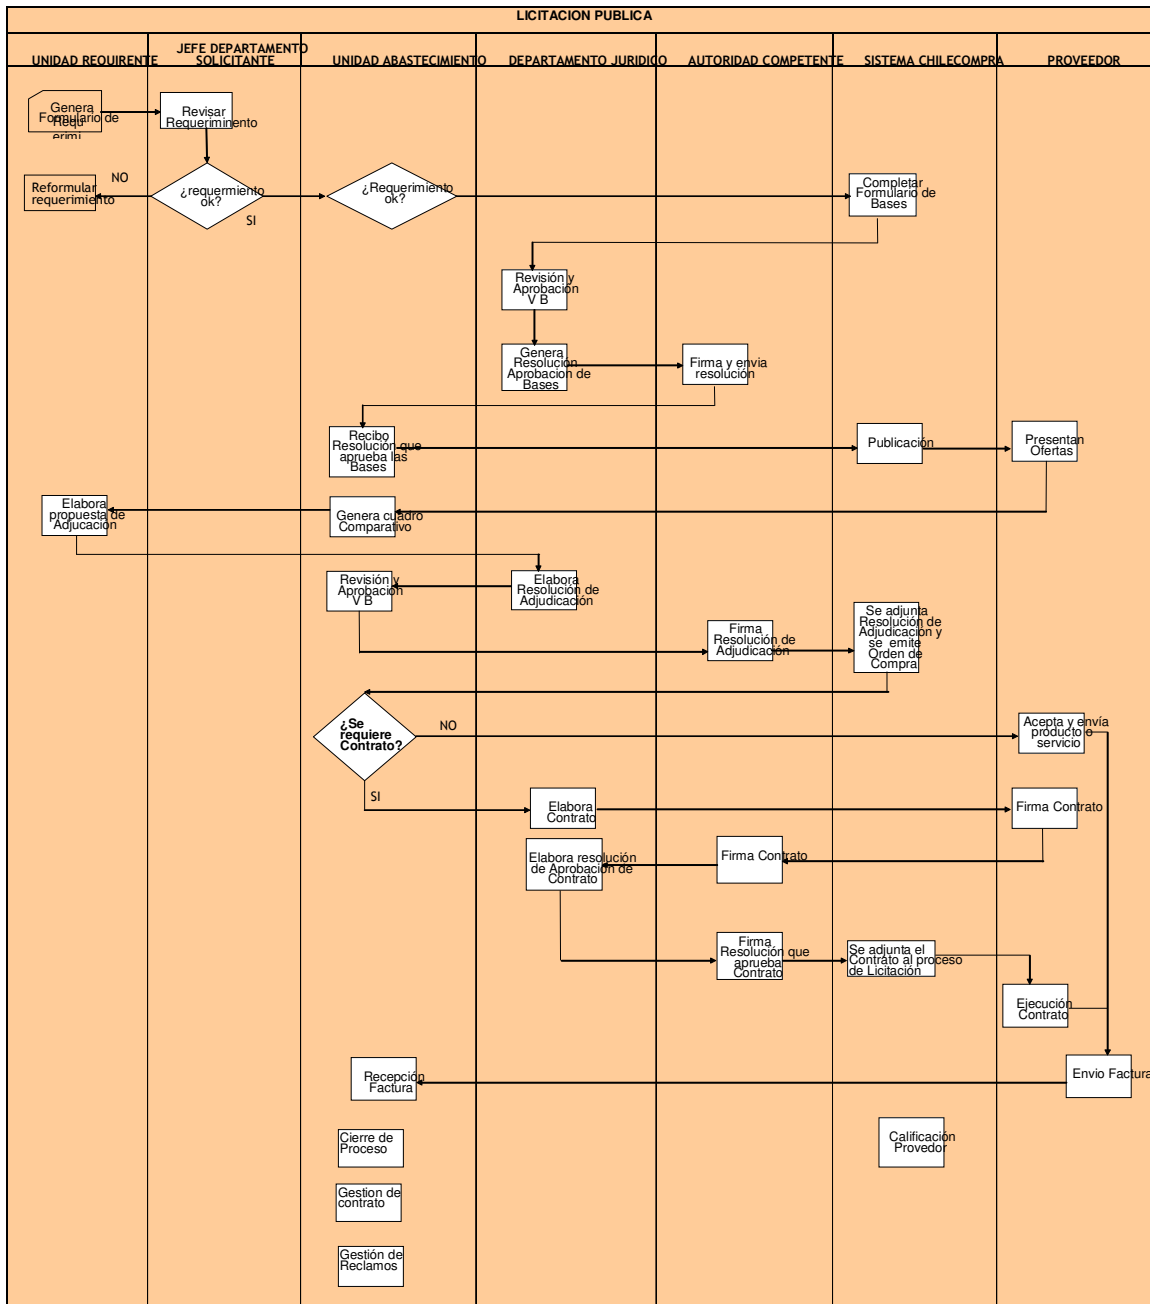 LICITACION PUBLICA
UNIDAD REQUIRENTE
JEFE DEPARTAMENTO
SOLICITANTE
UNIDAD ABASTECIMIENTO
DEPARTAMENTO JURIDICO
AUTORIDAD COMPETENTE
SISTEMA CHILECOMPRA
PROVEEDOR
Genera
Formulario de
Requ
erimi
Revisar
Requeriminto
NO
Reformular
requerimiento
¿requermiento
ok?
SI
¿Requerimiento
ok?
Completar
Formulario de
Bases
Revisión y
Aprobación
V B
Genera
Resolución
Aprobación de
Bases
Firma y envia
resolución
Recibo
Resolución que
aprueba las
Bases
Publicación
Presentan
Ofertas
Elabora
propuesta de
Adjucación
Genera cuadro
Comparativo
Revisión y
Aprobación
V B
Elabora
Resolución de
Adjudicación
Firma
Resolución de
Adjudicación
Se adjunta
Resolución de
Adjudicación y
se emite
Orden de
Compra
¿Se
requiere
Contrato?
NO
Acepta y envía
producto o
servicio
SI
Elabora
Contrato
Firma Contrato
Elabora resolución
de Aprobación de
Contrato
Firma Contrato
Firma
Resolución que
aprueba
Contrato
Se adjunta el
Contrato al proceso
de Licitación
Ejecución
Contrato
Recepción
Factura
Envio Factura
Cierre de
Proceso
Calificación
Provedor
Gestion de
contrato
Gestión de
Reclamos